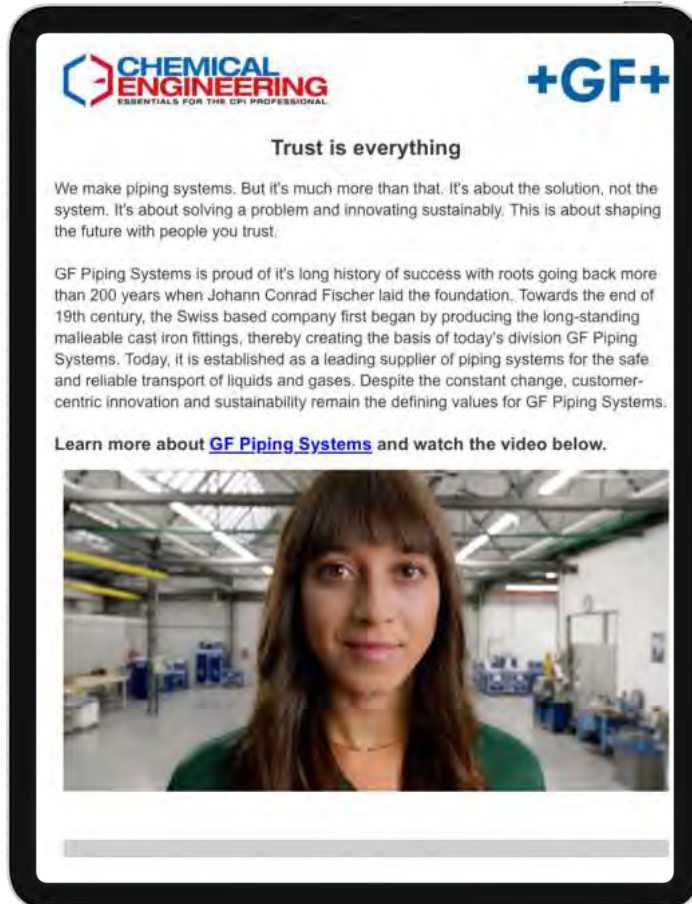 CHEMICAL
ENGINEERING
ESSENTIALS FOR THE CPI PROFESSIONAL
+GF+
Trust is everything
We make piping systems. But it's much more than that. It's about the solution, not the
system. It's about solving a problem and innovating sustainably. This is about shaping
the future with people you trust.
GF Piping Systems is proud of it's long history of success with roots going back more
than 200 years when Johann Conrad Fischer laid the foundation. Towards the end of
19th century, the Swiss based company first began by producing the long-standing
malleable cast iron fittings, thereby creating the basis of today's division GF Piping
Systems. Today, it is established as a leading supplier of piping systems for the safe
and reliable transport of liquids and gases. Despite the constant change, customer-
centric innovation and sustainability remain the defining values for GF Piping Systems.
Learn more about GF Piping Systems and watch the video below.